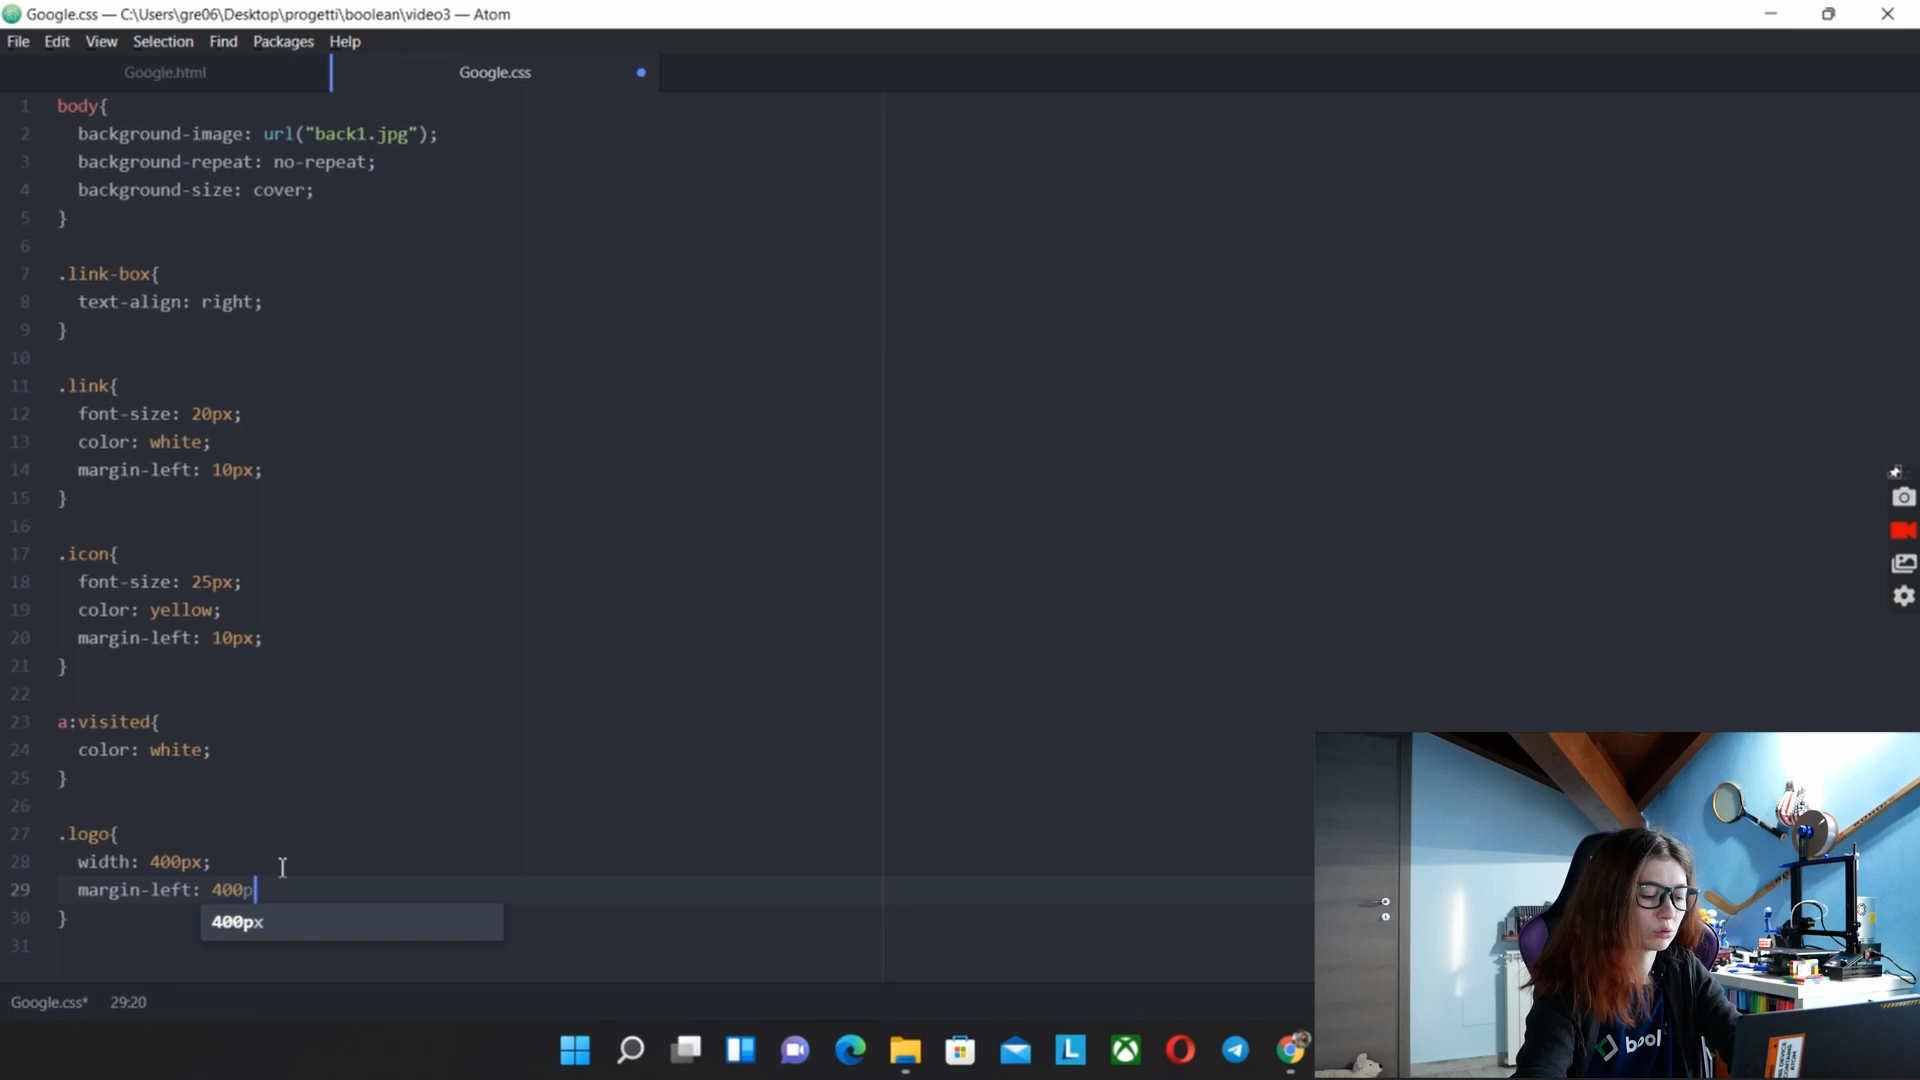 Google.css — C:\Users\gre06\Desktop\progetti\boolean\video3 — Atom
File Edit View Selection Find Packages Help
Google.html Google.css
1 body{
2 background-image: url("back1.jpg");
3 background-repeat: no-repeat;
4 background-size: cover;
5 }
6
7 .link-box{
8 text-align: right;
9 }
10
11 .link{
12 font-size: 20px;
13 color: white;
14 margin-left: 10px;
15 }
16
17 .icon{
18 font-size: 25px;
19 color: yellow;
20 margin-left: 10px;
21 }
22
23 a:visited{
24 color: white;
25 }
26
27 .logo{
28 width: 400px;
29 margin-left: 400p
400px
30 }
31
Google.css* 29:20
L
bool